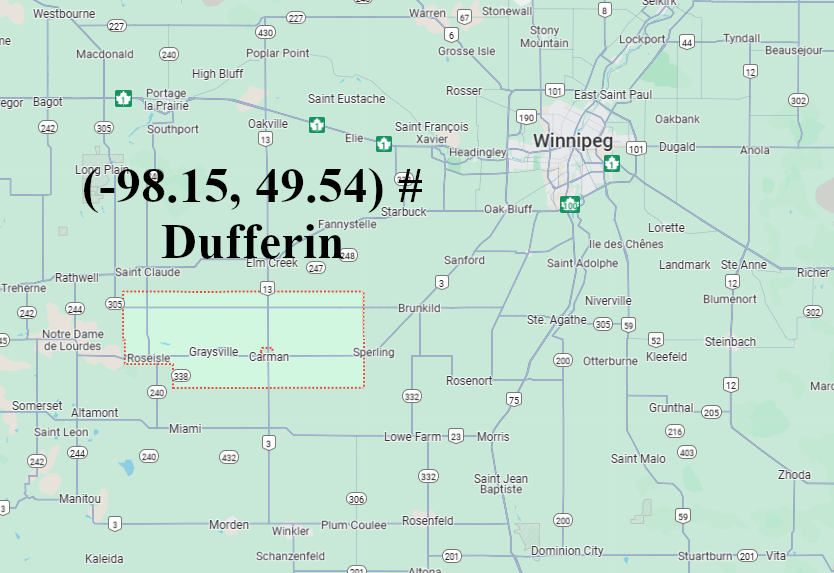 Westbourne
227
227
430
Warren
67
Stonewall
6
8
Selkirk
Lockport
44
Tyndall
Macdonald
240
Poplar Point
Grosse Isle
Stony
Mountain
Beausejour
12
High Bluff
Bagot
1
Portage
la Prairie
Saint Eustache
Rosser
101
East Saint Paul
302
242
305
Southport
Oakville
13
1
Elie
1
Saint François
Xavier
190
Oakbank
Winnipeg
101
Dugald
Anola
Headingley
1
Long Plain
(-98.15, 49.54) #
Dufferin
Starbuck
Oak Bluff
100
Fannystelle
Lorette
248
Ile des Chênes
Elm Creek
247
Sanford
Saint Adolphe
Landmark
Ste Anne
Richer
Saint Claude
Rathwell
Treherne
3
12
13
Blumenort
305
242
244
Brunkild
Niverville
302
Ste. Agathe
305
59
Notre Dame
de Lourdes
52
Steinbach
Roseisle
Graysville
Carman
Sperling
Kleefeld
200
Otterburne
338
Rosenort
12
240
332
75
Somerset
Altamont
Grunthal
205
Saint Leon
Miami
216
3
Lowe Farm
23
Morris
244
242
240
432
403
Saint Malo
332
Saint Jean
Baptiste
Zhoda
Manitou
306
3
3
Morden
Winkler
Plum Coulee
Rosenfeld
200
59
Kaleida
Schanzenfeld
201
Dominion City
Stuartburn
201
Vita
201
Altona